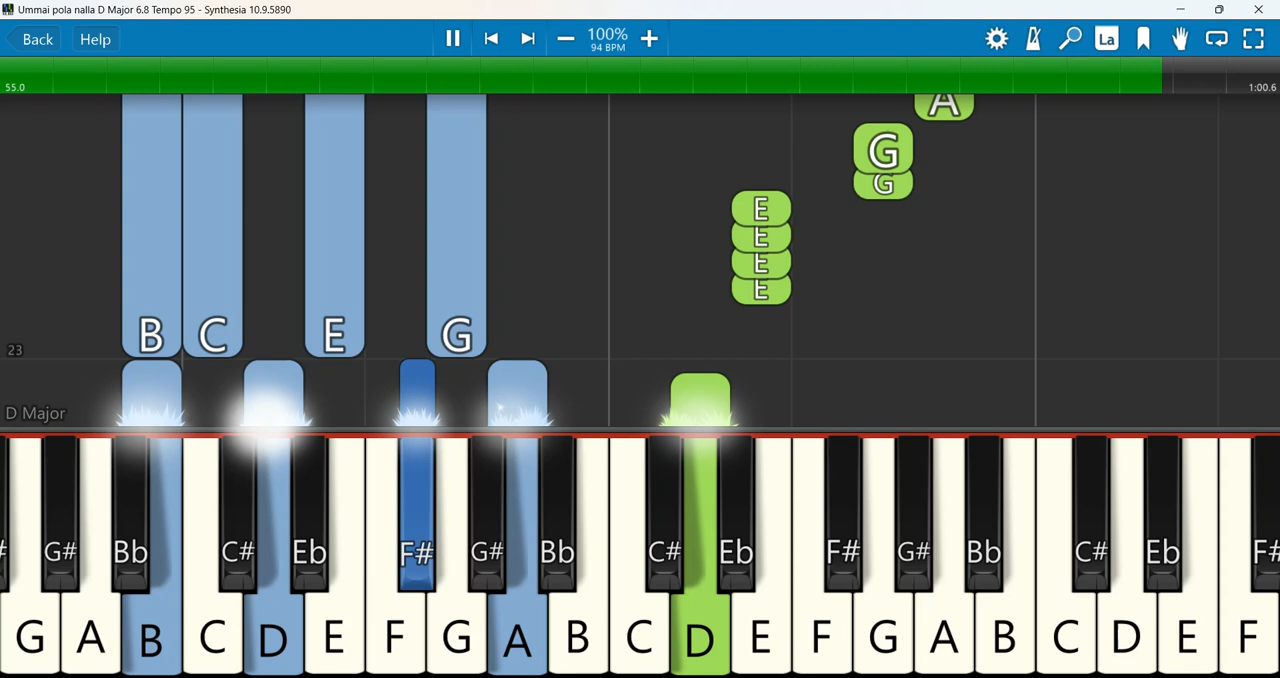 Ummai pola nalla D Major 6.8 Tempo 95 - Synthesia 10.9.5890
Back Help 100% La
94 BPM
55.0 1:00.6
A
G
G
E
E
E
E
B C E G
23
D Major
G# Bb C# Eb F# G# Bb C# Eb F# G# Bb C# Eb F#
G A B C D E F G A B C D E F G A B C D E F